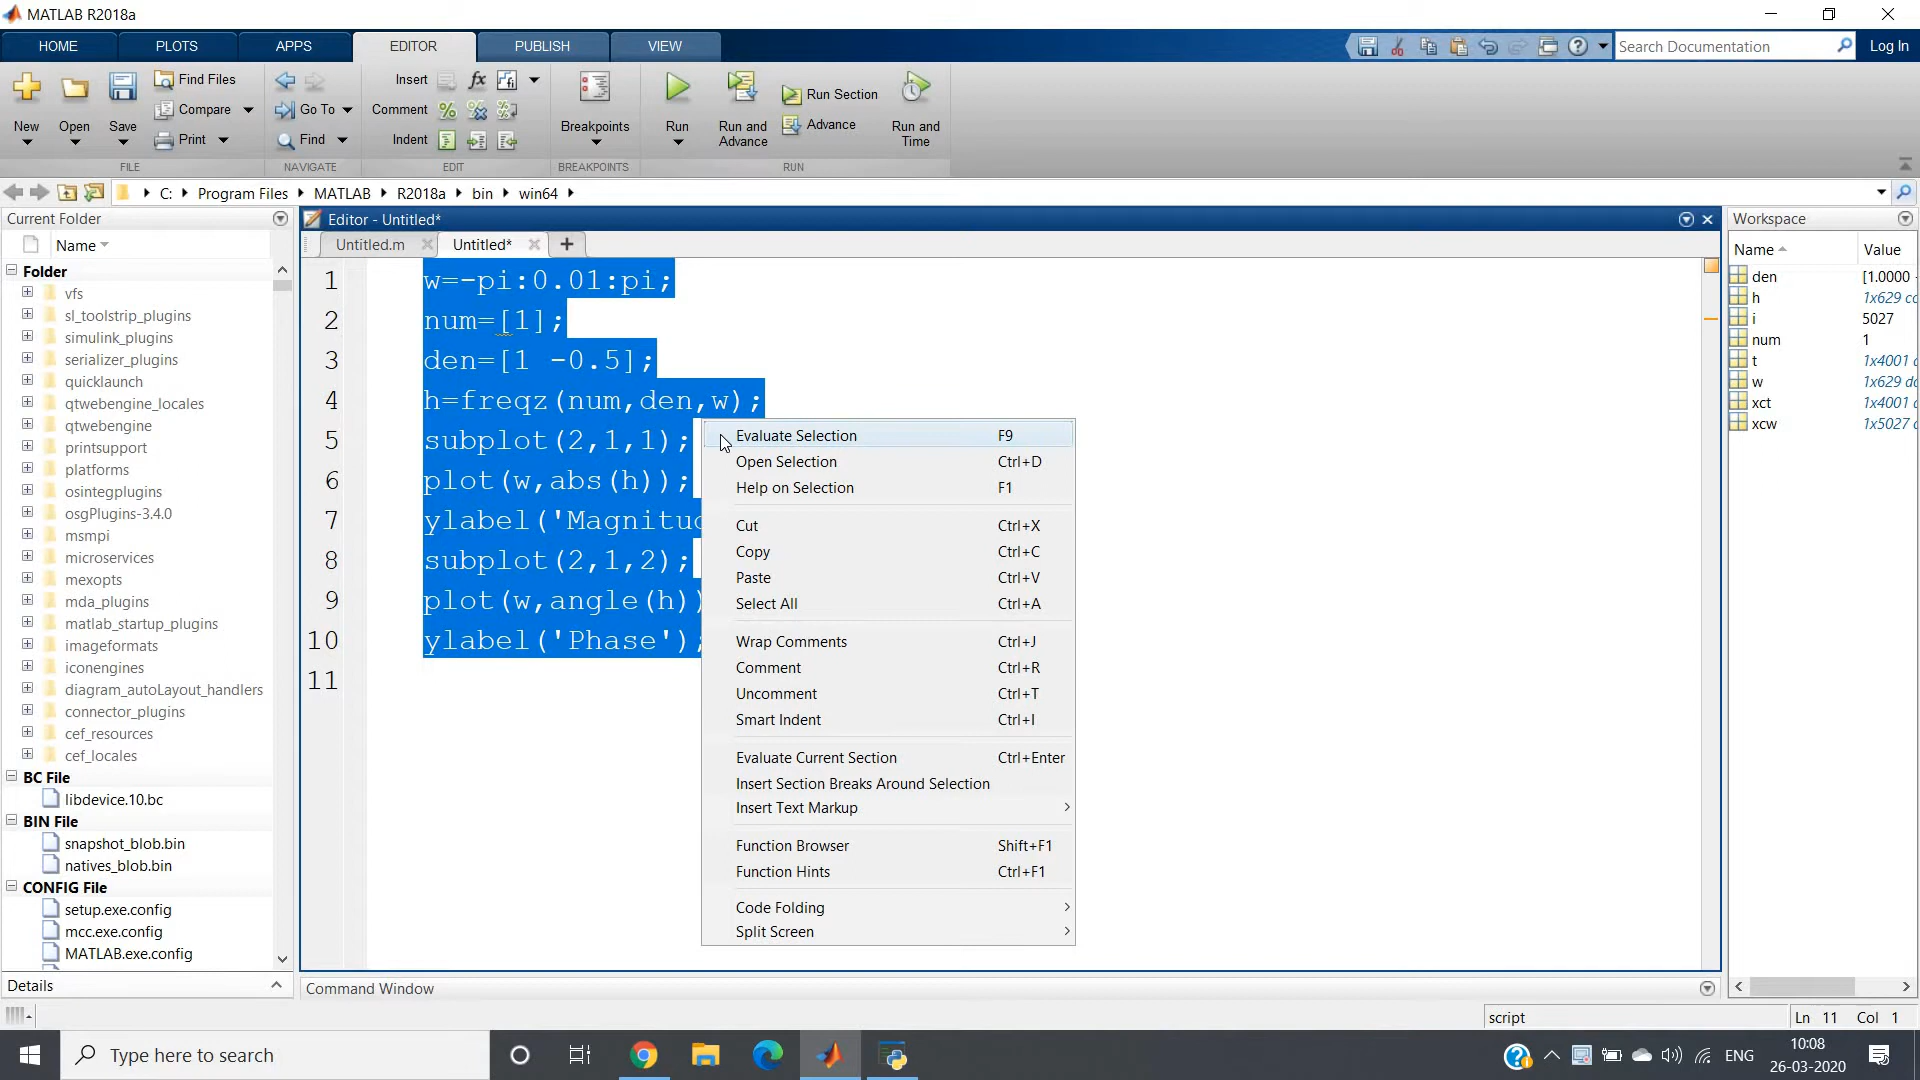 MATLAB R2018a
HOME PLOTS APPS EDITOR PUBLISH VIEW Search Documentation Log In
New Open Save Find Files Compare Print
Go To Find
Insert Comment Indent
Breakpoints Run Run and Advance Run Section Advance Run and Time
FILE NAVIGATE EDIT BREAKPOINTS RUN
C: Program Files MATLAB R2018a bin win64
Current Folder
Name
Folder
vfs
sl_toolstrip_plugins
simulink_plugins
serializer_plugins
quicklaunch
qtwebengine_locales
qtwebengine
printsupport
platforms
osintegplugins
osgPlugins-3.4.0
msmpi
microservices
mexopts
mda_plugins
matlab_startup_plugins
imageformats
iconengines
diagram_autoLayout_handlers
connector_plugins
cef_resources
cef_locales
BC File
libdevice.10.bc
BIN File
snapshot_blob.bin
natives_blob.bin
CONFIG File
setup.exe.config
mcc.exe.config
MATLAB.exe.config
Details
Editor - Untitled*
Untitled.m Untitled*
1 w=-pi:0.01:pi;
2 num=[1];
3 den=[1 -0.5];
4 h=freqz(num,den,w);
5 subplot(2,1,1);
6 plot(w,abs(h));
7 ylabel('Magnitud
8 subplot(2,1,2);
9 plot(w,angle(h))
10 ylabel('Phase');
11
Evaluate Selection F9
Open Selection Ctrl+D
Help on Selection F1
Cut Ctrl+X
Copy Ctrl+C
Paste Ctrl+V
Select All Ctrl+A
Wrap Comments Ctrl+J
Comment Ctrl+R
Uncomment Ctrl+T
Smart Indent Ctrl+I
Evaluate Current Section Ctrl+Enter
Insert Section Breaks Around Selection
Insert Text Markup
Function Browser Shift+F1
Function Hints Ctrl+F1
Code Folding
Split Screen
Command Window
Workspace
Name Value
den [1.0000
h 1x629 co
i 5027
num 1
t 1x4001
w 1x629 do
xct 1x4001
xcw 1x5027
script Ln 11 Col 1
Type here to search
ENG
10:08
26-03-2020